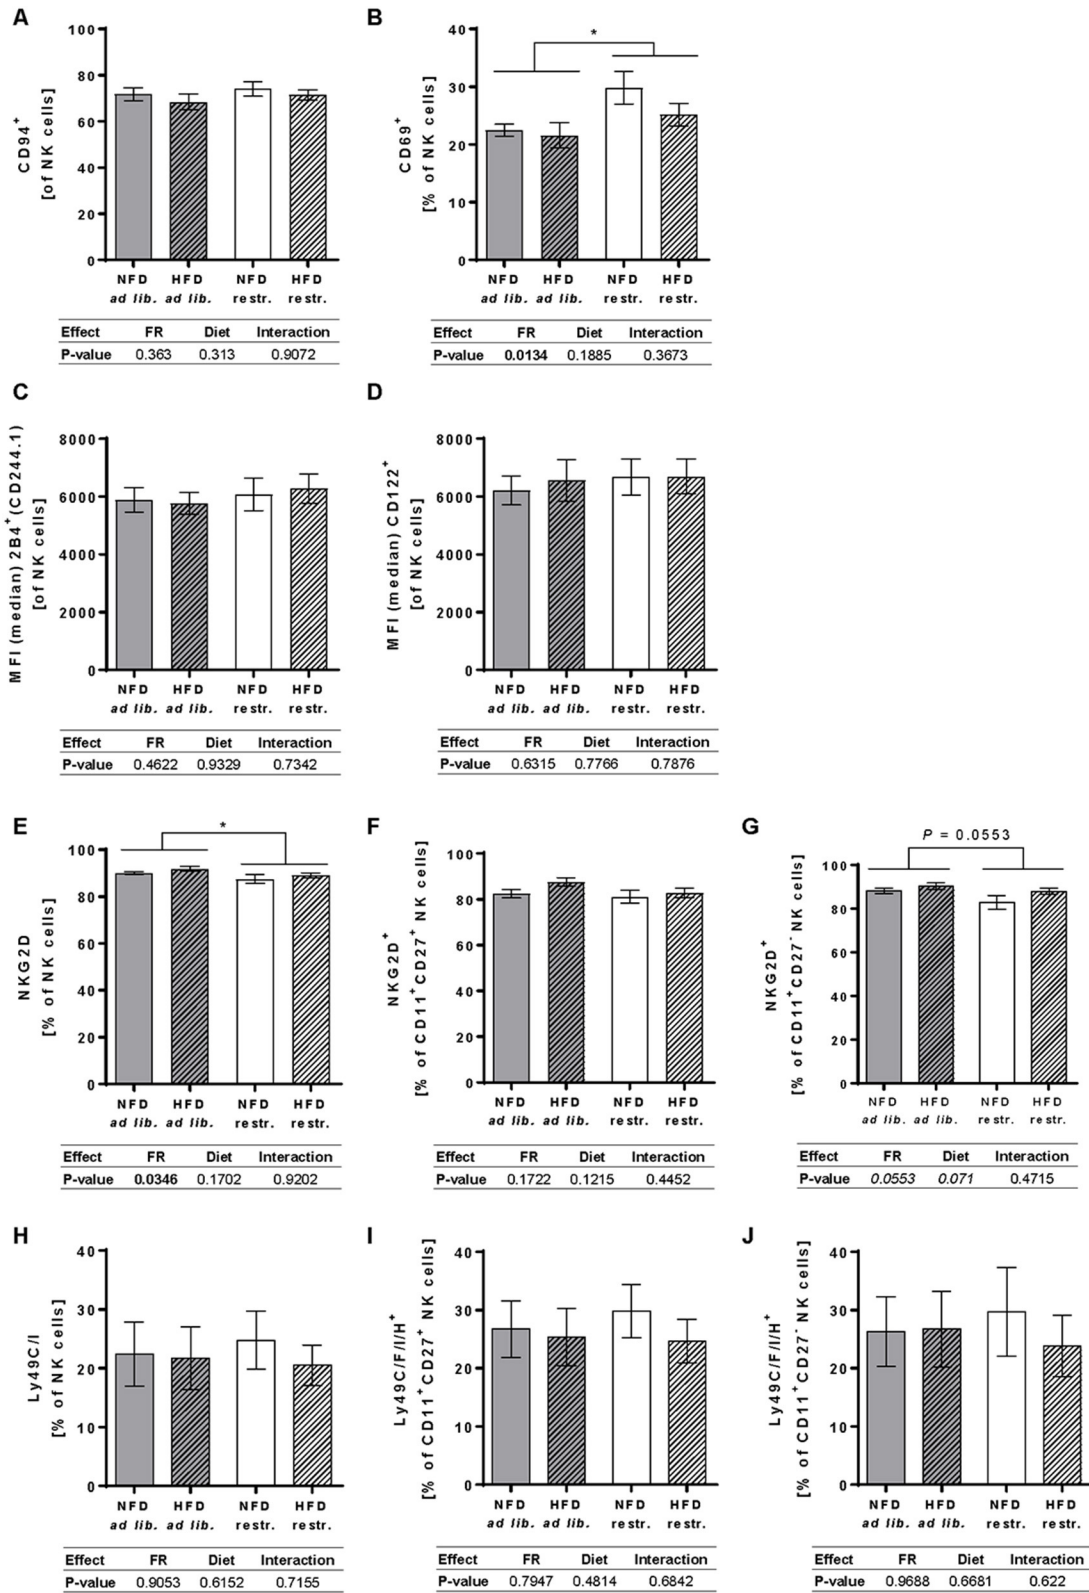 A
CD94+
[of NK cells]
100
80
60
40
20
0
NFD HFD NFD HFD
ad lib. ad lib. restr. restr.
Effect FR Diet Interaction
P-value 0.363 0.313 0.9072
B
CD69+
[% of NK cells]
40
30
20
10
0
*
NFD HFD NFD HFD
ad lib. ad lib. restr. restr.
Effect FR Diet Interaction
P-value 0.0134 0.1885 0.3673
C
MFI (median) 2B4+ (CD244.1)
[of NK cells]
8000
6000
4000
2000
0
NFD HFD NFD HFD
ad lib. ad lib. restr. restr.
Effect FR Diet Interaction
P-value 0.4622 0.9329 0.7342
D
MFI (median) CD122+
[of NK cells]
8000
6000
4000
2000
0
NFD HFD NFD HFD
ad lib. ad lib. restr. restr.
Effect FR Diet Interaction
P-value 0.6315 0.7766 0.7876
E
NKG2D
[% of NK cells]
100
80
60
40
20
0
*
NFD HFD NFD HFD
ad lib. ad lib. restr. restr.
Effect FR Diet Interaction
P-value 0.0346 0.1702 0.9202
F
NKG2D+
[% of CD11+CD27+ NK cells]
100
80
60
40
20
0
NFD HFD NFD HFD
ad lib. ad lib. restr. restr.
Effect FR Diet Interaction
P-value 0.1722 0.1215 0.4452
G
NKG2D+
[% of CD11+CD27- NK cells]
P = 0.0553
100
80
60
40
20
0
NFD HFD NFD HFD
ad lib. ad lib. restr. restr.
Effect FR Diet Interaction
P-value 0.0553 0.071 0.4715
H
Ly49C/I
[% of NK cells]
40
30
20
10
0
NFD HFD NFD HFD
ad lib. ad lib. restr. restr.
Effect FR Diet Interaction
P-value 0.9053 0.6152 0.7155
I
Ly49C/F/I/H+
[% of CD11+CD27+ NK cells]
40
30
20
10
0
NFD HFD NFD HFD
ad lib. ad lib. restr. restr.
Effect FR Diet Interaction
P-value 0.7947 0.4814 0.6842
J
Ly49C/F/I/H+
[% of CD11+CD27- NK cells]
40
30
20
10
0
NFD HFD NFD HFD
ad lib. ad lib. restr. restr.
Effect FR Diet Interaction
P-value 0.9688 0.6681 0.622